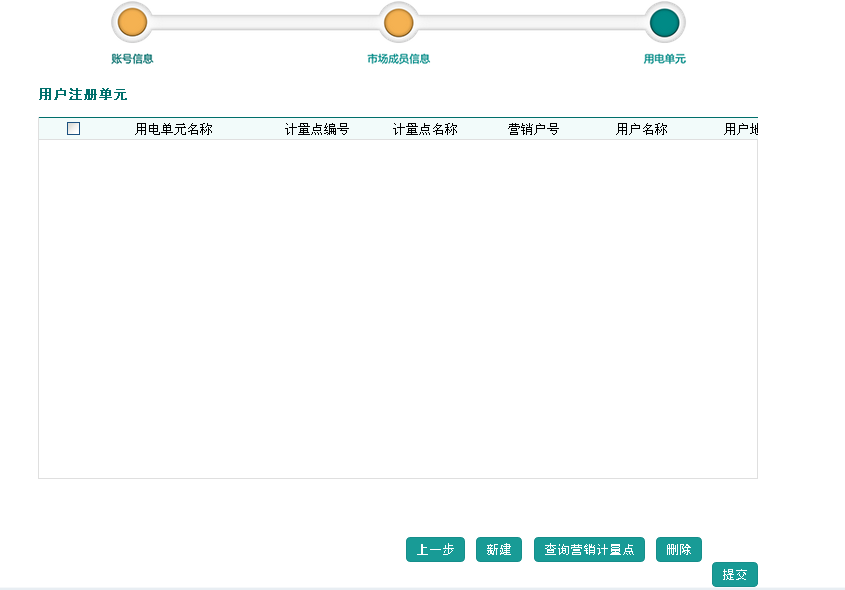 账号信息 市场成员信息 用电单元
用户注册单元
用电单元名称 计量点编号 计量点名称 营销户号 用户名称 用户地
上一步 新建 查询营销计量点 删除
提交